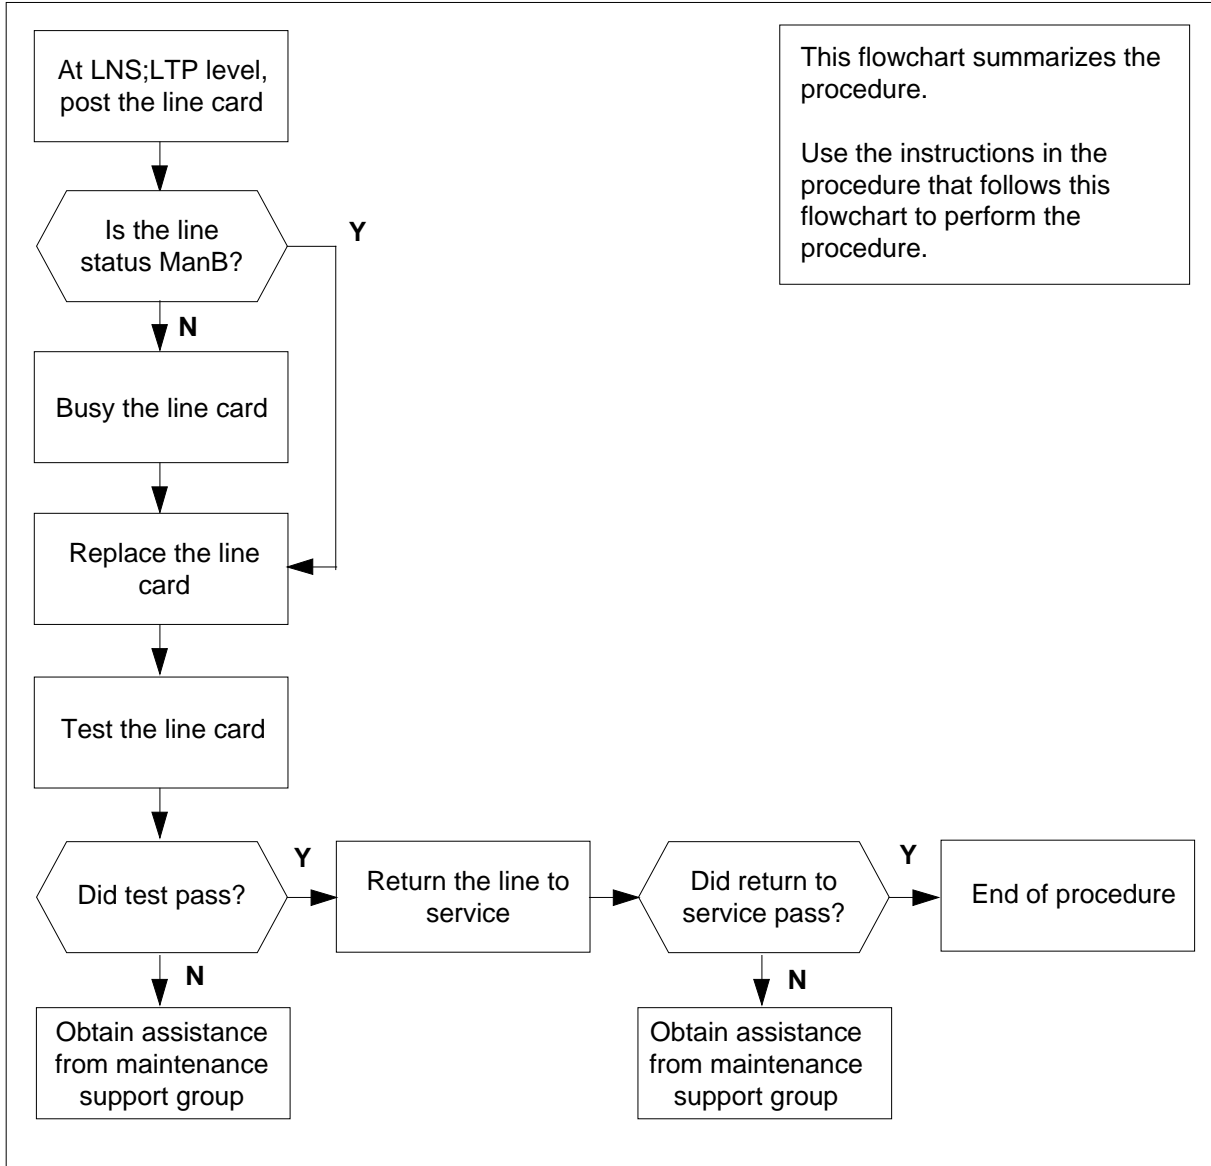 At LNS;LTP level,
post the line card
This flowchart summarizes the
procedure.
Use the instructions in the
procedure that follows this
flowchart to perform the
procedure.
Is the line
status ManB?
Y
N
Busy the line card
Replace the line
card
Test the line card
Did test pass?
Y
Return the line to
service
Did return to
service pass?
Y
End of procedure
N
Obtain assistance
from maintenance
support group
N
Obtain assistance
from maintenance
support group